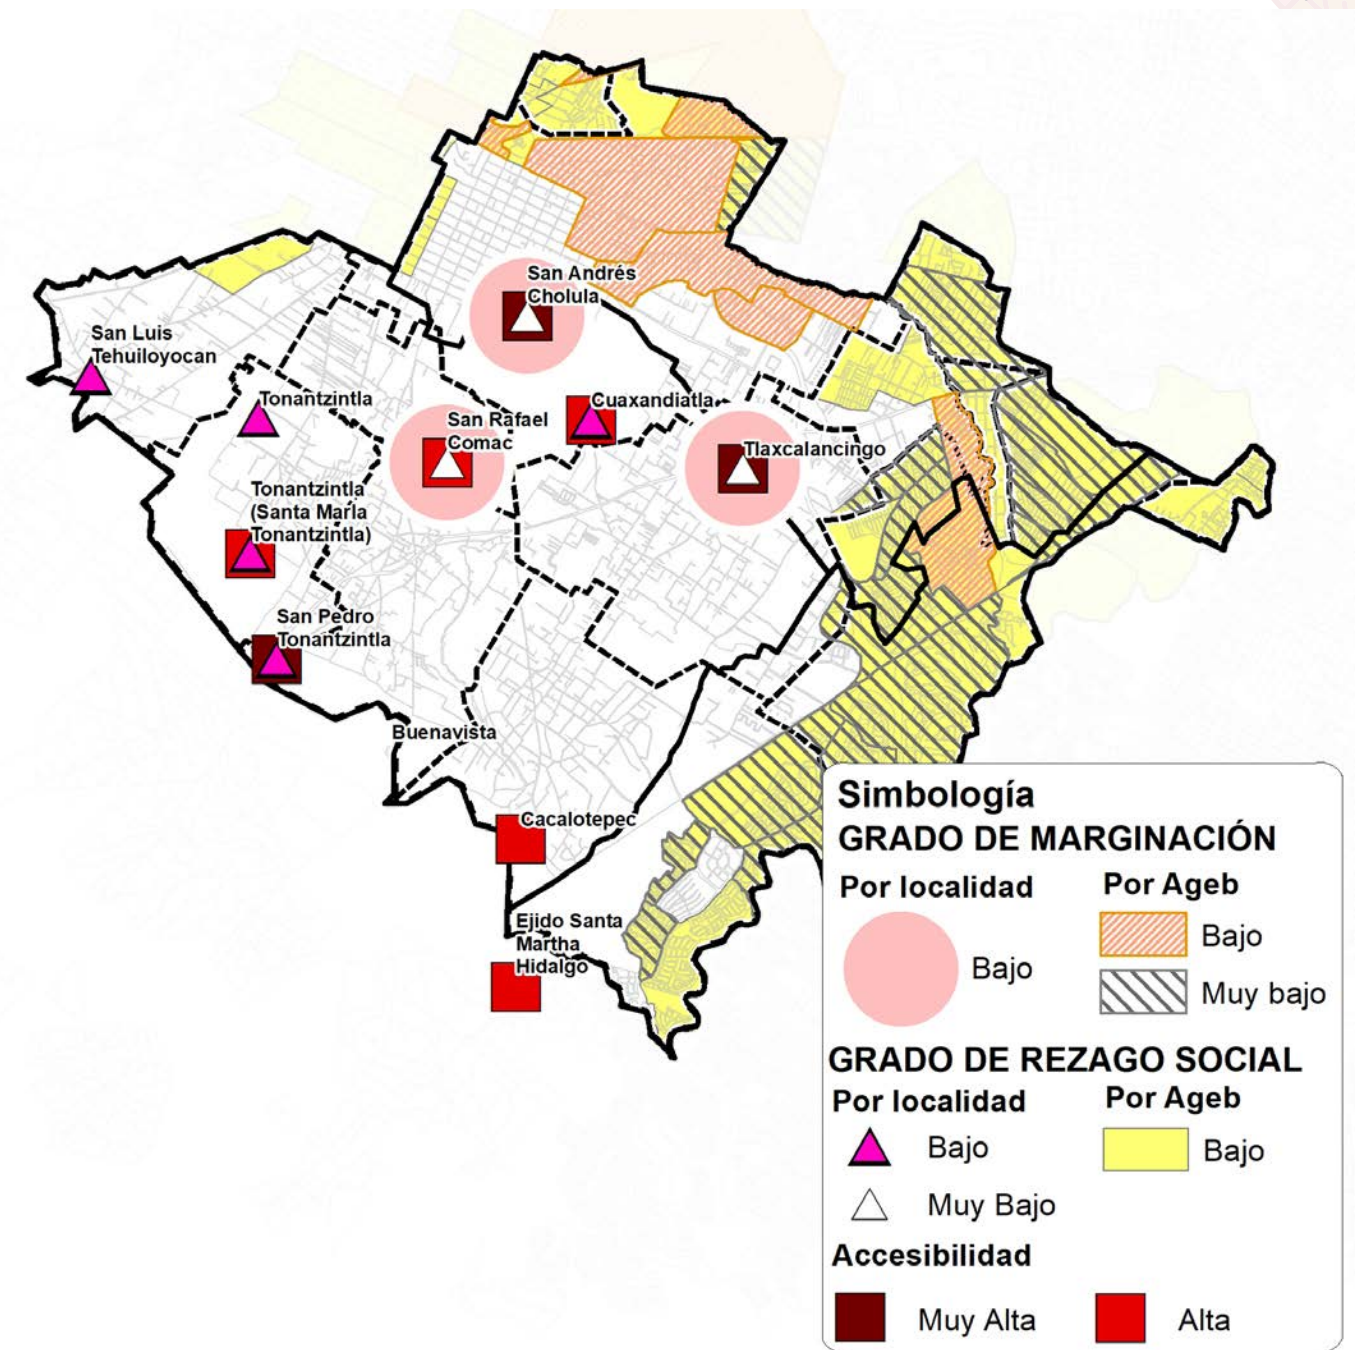 San Andrés
Cholula
San Luis
Tehuiloyocan
Tonantzintla
Cuaxandiatla
San Rafael
Comac
Tlaxcalancingo
Tonantzintla
(Santa María
Tonantzintla)
San Pedro
Tonantzintla
Buenavista
Cacalotepec
Ejido Santa
Martha
Hidalgo
Simbología
GRADO DE MARGINACIÓN
Por localidad
Por Ageb
Bajo
Bajo
Muy bajo
GRADO DE REZAGO SOCIAL
Por localidad
Por Ageb
Bajo
Bajo
Muy Bajo
Accesibilidad
Muy Alta
Alta